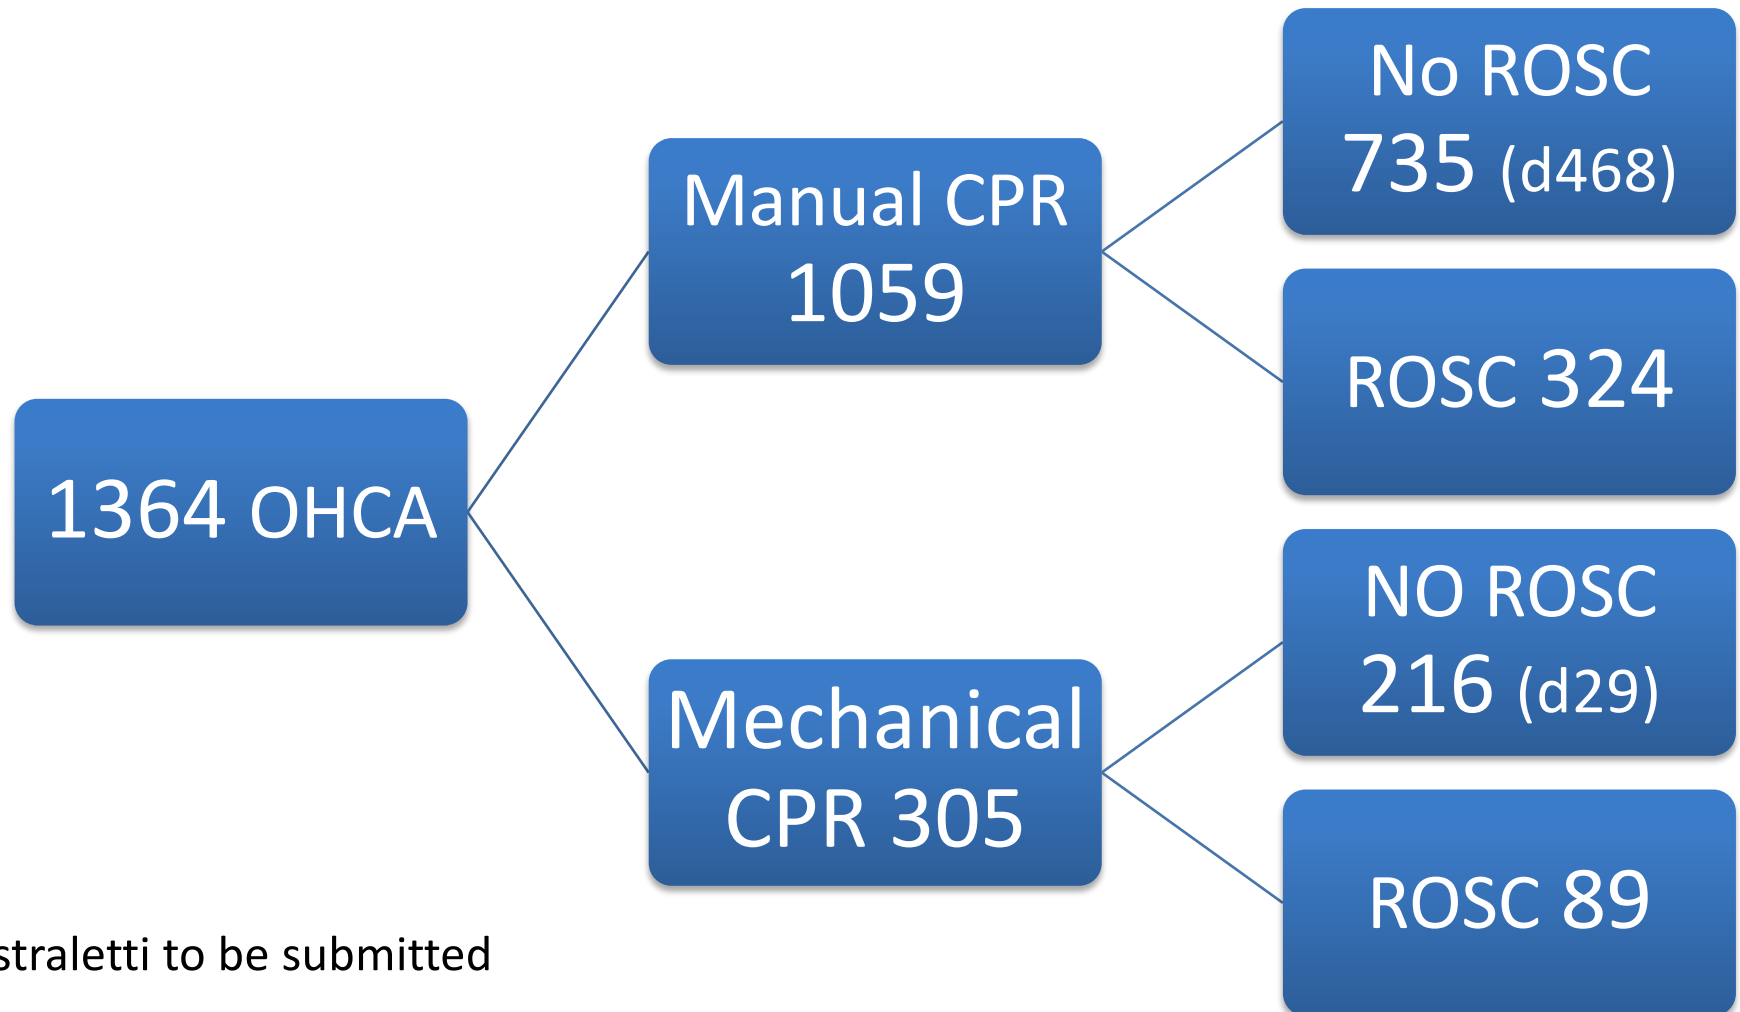 1364 OHCA
Manual CPR
1059
Mechanical
CPR 305
No ROSC
735 (d468)
ROSC 324
NO ROSC
216 (d29)
ROSC 89
straletti to be submitted